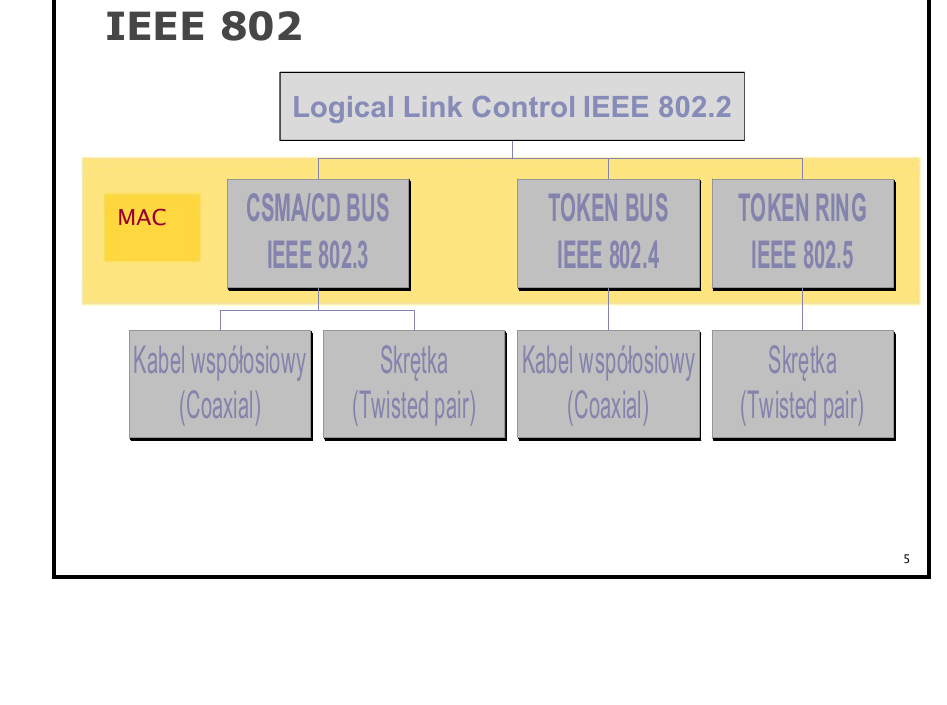 IEEE 802
Logical Link Control IEEE 802.2
MAC
CSMA/CD BUS
IEEE 802.3
TOKEN BUS
IEEE 802.4
TOKEN RING
IEEE 802.5
Kabel współosiowy
(Coaxial)
Skrętka
(Twisted pair)
Kabel współosiowy
(Coaxial)
Skrętka
(Twisted pair)
5